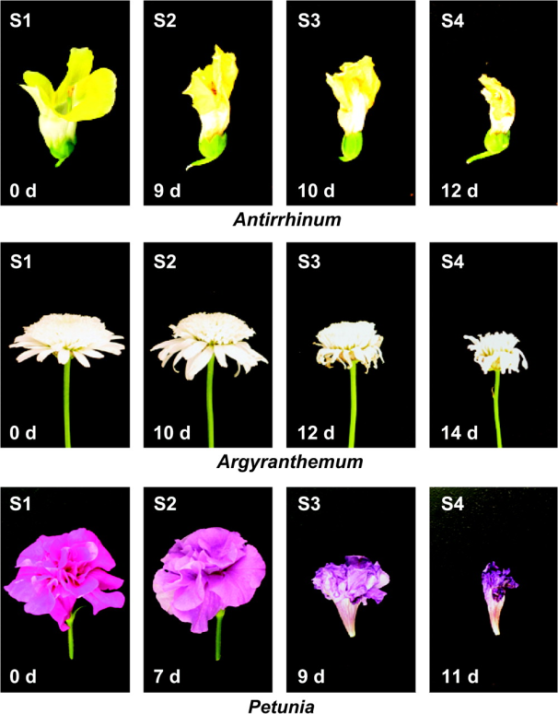 S1 S2 S3 S4
0 d 9 d 10 d 12 d
Antirrhinum
S1 S2 S3 S4
0 d 10 d 12 d 14 d
Argyranthemum
S1 S2 S3 S4
0 d 7 d 9 d 11 d
Petunia